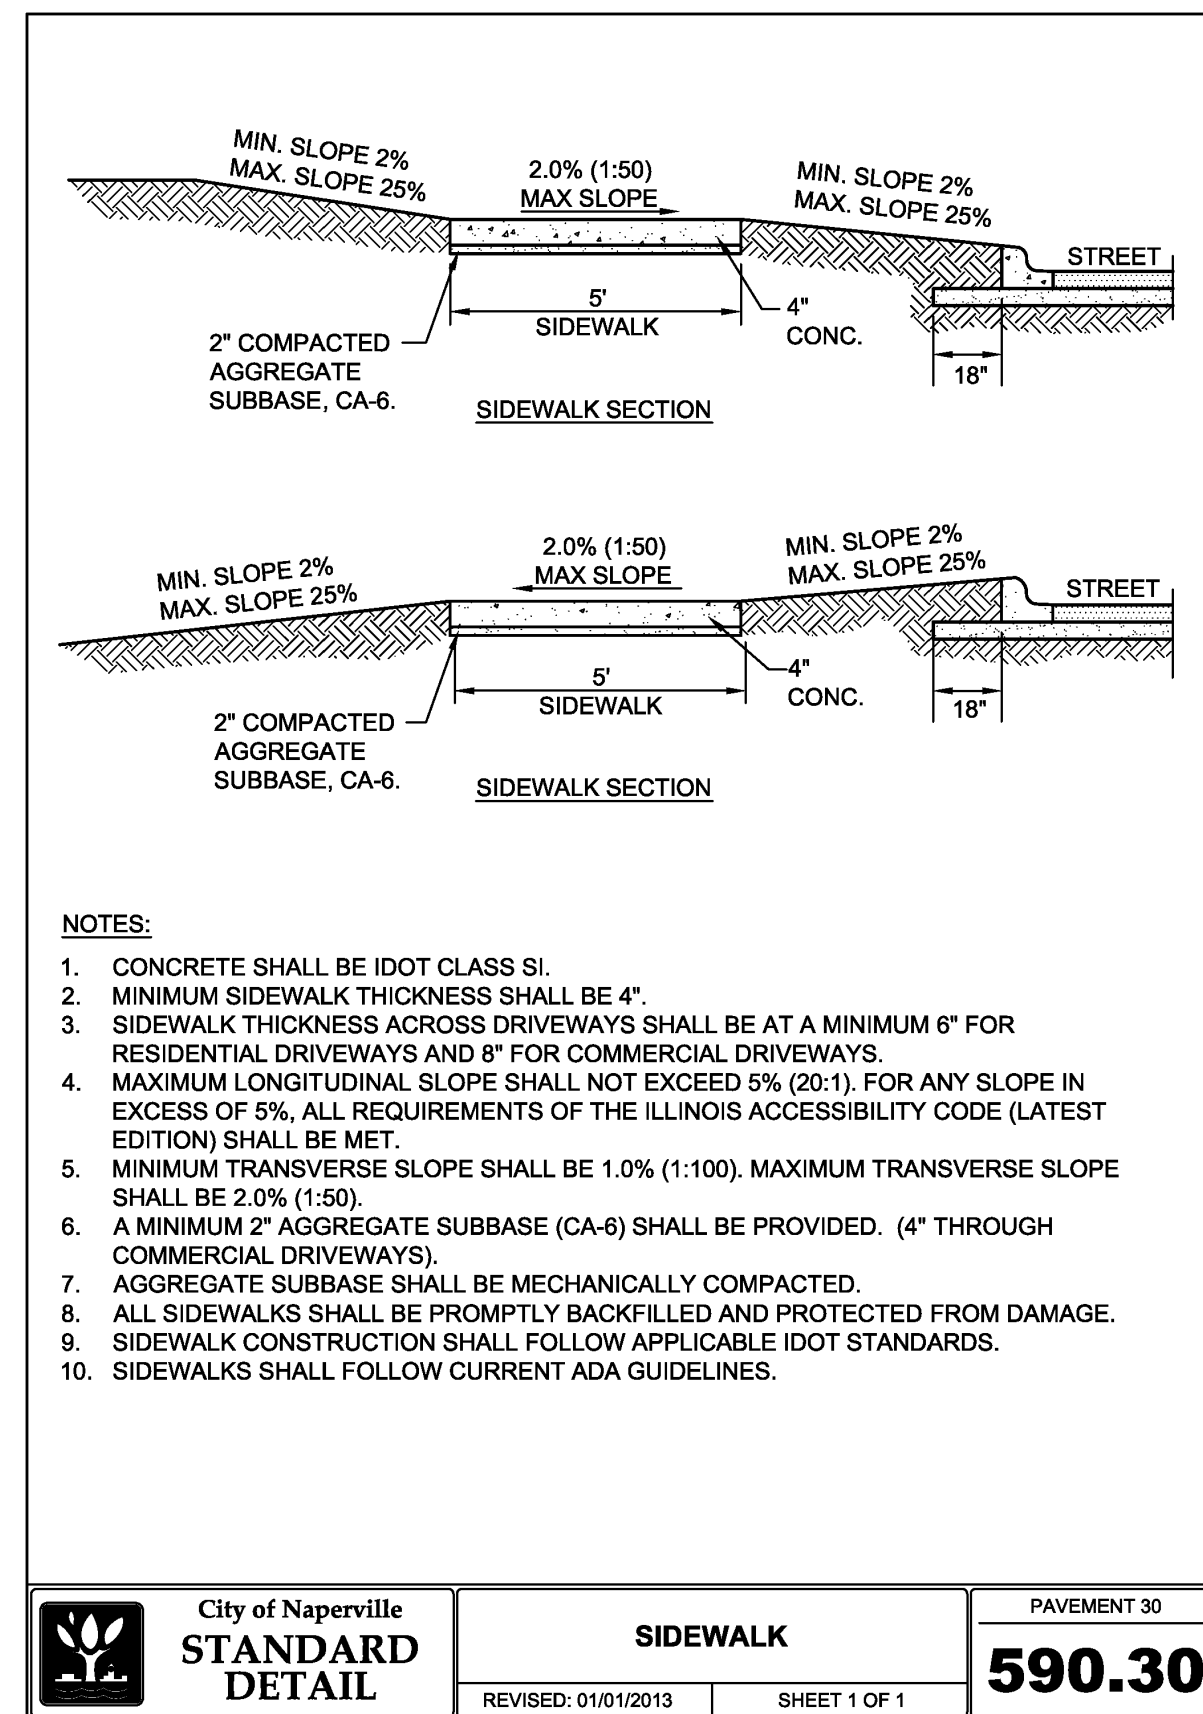 MIN. SLOPE 2%
MAX. SLOPE 25%
2.0% (1:50)
MAX SLOPE
MIN. SLOPE 2%
MAX. SLOPE 25%
STREET
5'
SIDEWALK
4"
CONC.
2" COMPACTED
AGGREGATE
SUBBASE, CA-6.
18"
SIDEWALK SECTION
MIN. SLOPE 2%
MAX. SLOPE 25%
2.0% (1:50)
MAX SLOPE
MIN. SLOPE 2%
MAX. SLOPE 25%
STREET
5'
SIDEWALK
4"
CONC.
2" COMPACTED
AGGREGATE
SUBBASE, CA-6.
18"
SIDEWALK SECTION
NOTES:
1. CONCRETE SHALL BE IDOT CLASS SI.
2. MINIMUM SIDEWALK THICKNESS SHALL BE 4".
3. SIDEWALK THICKNESS ACROSS DRIVEWAYS SHALL BE AT A MINIMUM 6" FOR
RESIDENTIAL DRIVEWAYS AND 8" FOR COMMERCIAL DRIVEWAYS.
4. MAXIMUM LONGITUDINAL SLOPE SHALL NOT EXCEED 5% (20:1). FOR ANY SLOPE IN
EXCESS OF 5%, ALL REQUIREMENTS OF THE ILLINOIS ACCESSIBILITY CODE (LATEST
EDITION) SHALL BE MET.
5. MINIMUM TRANSVERSE SLOPE SHALL BE 1.0% (1:100). MAXIMUM TRANSVERSE SLOPE
SHALL BE 2.0% (1:50).
6. A MINIMUM 2" AGGREGATE SUBBASE (CA-6) SHALL BE PROVIDED. (4" THROUGH
COMMERCIAL DRIVEWAYS).
7. AGGREGATE SUBBASE SHALL BE MECHANICALLY COMPACTED.
8. ALL SIDEWALKS SHALL BE PROMPTLY BACKFILLED AND PROTECTED FROM DAMAGE.
9. SIDEWALK CONSTRUCTION SHALL FOLLOW APPLICABLE IDOT STANDARDS.
10. SIDEWALKS SHALL FOLLOW CURRENT ADA GUIDELINES.
City of Naperville
STANDARD
DETAIL
SIDEWALK
REVISED: 01/01/2013
SHEET 1 OF 1
PAVEMENT 30
590.30